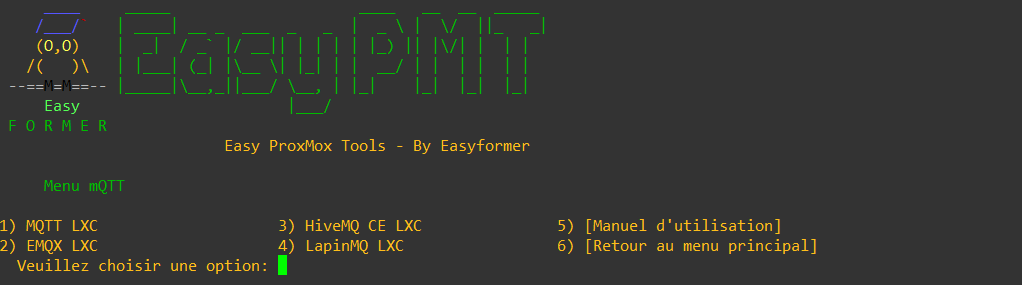 EasyPMT
Easy
F O R M E R
Easy ProxMox Tools - By Easyformer
Menu mQTT
1) MQTT LXC 3) HiveMQ CE LXC 5) [Manuel d'utilisation]
2) EMQX LXC 4) LapinMQ LXC 6) [Retour au menu principal]
Veuillez choisir une option: